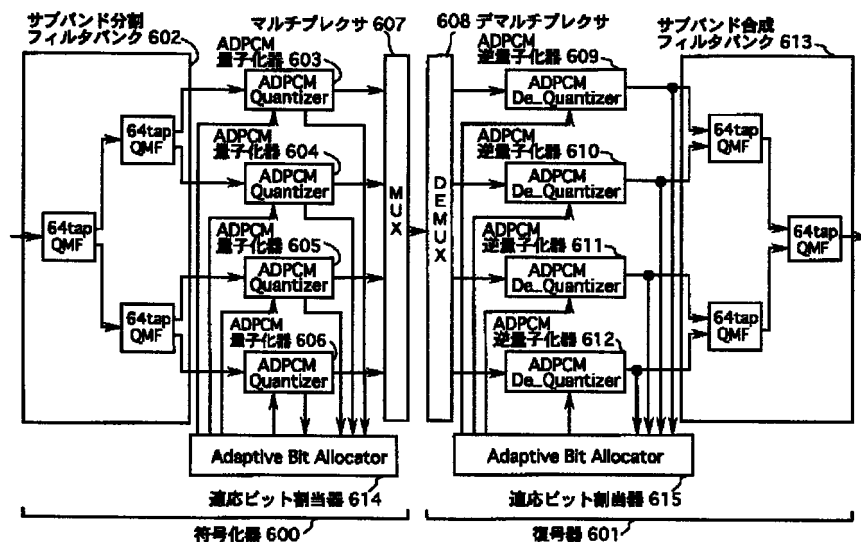 サブバンド分割
フィルタバンク 602
マルチプレクサ 607
608 デマルチプレクサ
サブバンド合成
フィルタバンク 613
ADPCM
量子化器 603
ADPCM
Quantizer
ADPCM
量子化器 604
ADPCM
Quantizer
ADPCM
量子化器 605
ADPCM
Quantizer
ADPCM
量子化器 606
ADPCM
Quantizer
64tap
QMF
64tap
QMF
64tap
QMF
MUX
DEMUX
ADPCM
逆量子化器 609
ADPCM
De_Quantizer
ADPCM
逆量子化器 610
ADPCM
De_Quantizer
ADPCM
逆量子化器 611
ADPCM
De_Quantizer
ADPCM
逆量子化器 612
ADPCM
De_Quantizer
64tap
QMF
64tap
QMF
64tap
QMF
Adaptive Bit Allocator
Adaptive Bit Allocator
適応ビット割当器 614
適応ビット割当器 615
符号化器 600
復号器 601